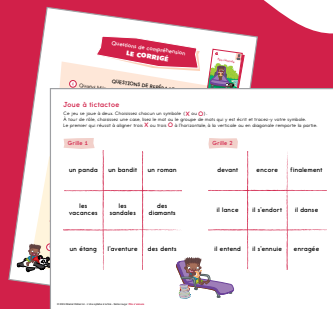 Questions de compréhension
LE CORRIGÉ
QUESTIONS DE
Joue à tictactoe
Ce jeu se joue à deux. Choisissez chacun un symbole (X ou O).
À tour de rôle, choisissez une case, lisez le mot ou le groupe de mots qui y est écrit et tracez-y votre symbole.
Le premier qui réussit à aligner trois X ou trois O à l'horizontale, à la verticale ou en diagonale remporte la partie.
Grille 1
un panda un bandit un roman
les vacances les sandales des diamants
un étang l'aventure des dents
Grille 2
devant encore finalement
il lance il s'endort il danse
il entend il s'ennuie enragée